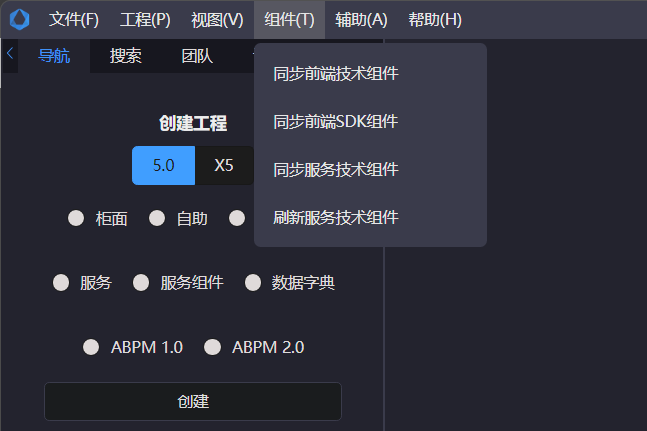 文件(F) 工程(P) 视图(V) 组件(T) 辅助(A) 帮助(H)
导航 搜索 团队
同步前端技术组件
同步前端SDK组件
同步服务技术组件
刷新服务技术组件
创建工程
5.0 X5
柜面 自助
服务 服务组件 数据字典
ABPM 1.0 ABPM 2.0
创建